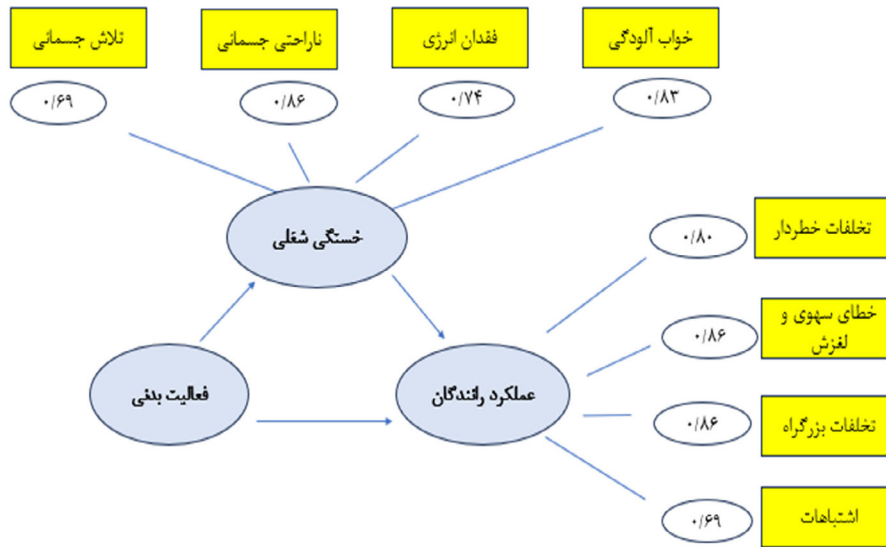 خواب آلودگی
فقدان انرژی
ناراحتی جسمانی
تلاش جسمانی
۰/۸۳
۰/۷۴
۰/۸۶
۰/۶۹
خستگی شغلی
تخلفات خطردار
۰/۸۰
خطای سهوی و
لغزش
۰/۸۶
عملکرد رانندگان
فعالیت بدنی
تخلفات بزرگراه
۰/۸۶
اشتباهات
۰/۶۹